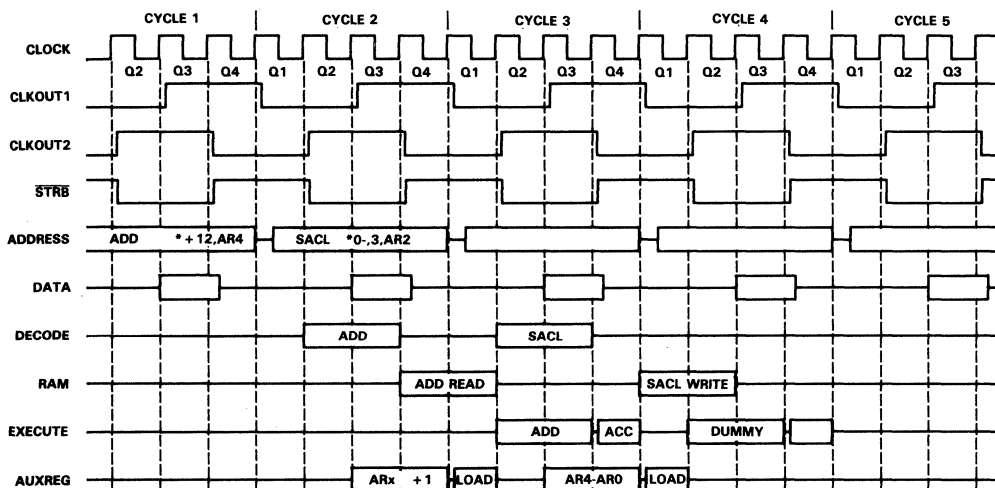 CYCLE 1 CYCLE 2 CYCLE 3 CYCLE 4 CYCLE 5
CLOCK
Q2 Q3 Q4 Q1 Q2 Q3 Q4 Q1 Q2 Q3 Q4 Q1 Q2 Q3 Q4 Q1 Q2 Q3
CLKOUT1
CLKOUT2
STRB
ADDRESS ADD *+12,AR4 SACL *0-,3,AR2
DATA
DECODE ADD SACL
RAM ADD READ SACL WRITE
EXECUTE ADD ACC DUMMY
AUXREG ARx +1 LOAD AR4-AR0 LOAD